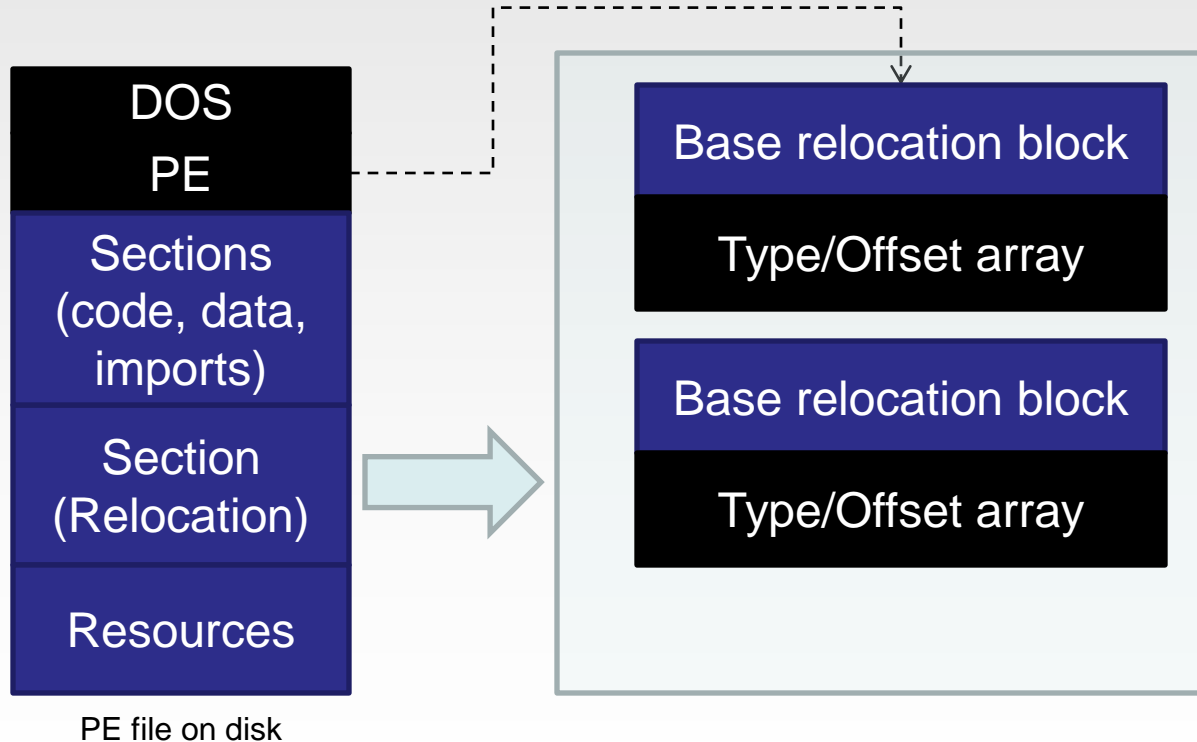 DOS
PE
Sections
(code, data,
imports)
Section
(Relocation)
Resources
PE file on disk
Base relocation block
Type/Offset array
Base relocation block
Type/Offset array